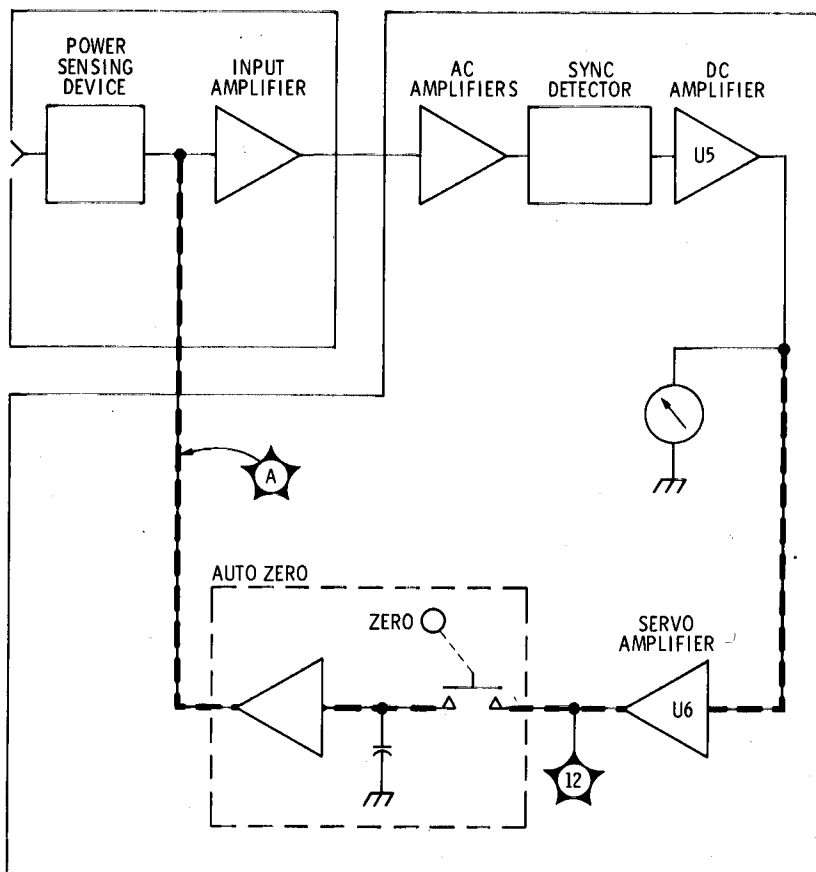 POWER
SENSING
DEVICE
INPUT
AMPLIFIER
AC
AMPLIFIERS
SYNC
DETECTOR
DC
AMPLIFIER
U5
A
AUTO ZERO
ZERO
SERVO
AMPLIFIER
U6
12